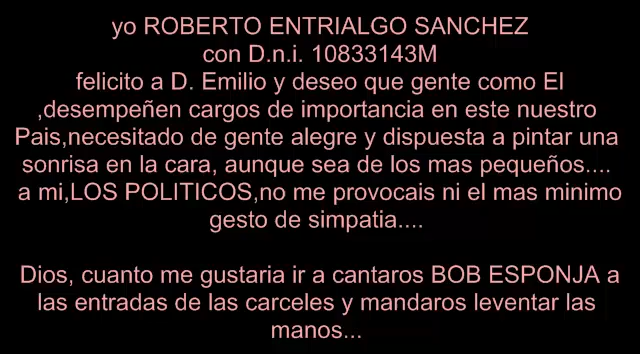 yo ROBERTO ENTRIALGO SANCHEZ
con D.n.i. 10833143M
felicito a D. Emilio y deseo que gente como El
,desempeñen cargos de importancia en este nuestro
Pais,necesitado de gente alegre y dispuesta a pintar una
sonrisa en la cara, aunque sea de los mas pequeños....
a mi,LOS POLITICOS,no me provocais ni el mas minimo
gesto de simpatia....
Dios, cuanto me gustaria ir a cantaros BOB ESPONJA a
las entradas de las carceles y mandaros leventar las
manos...